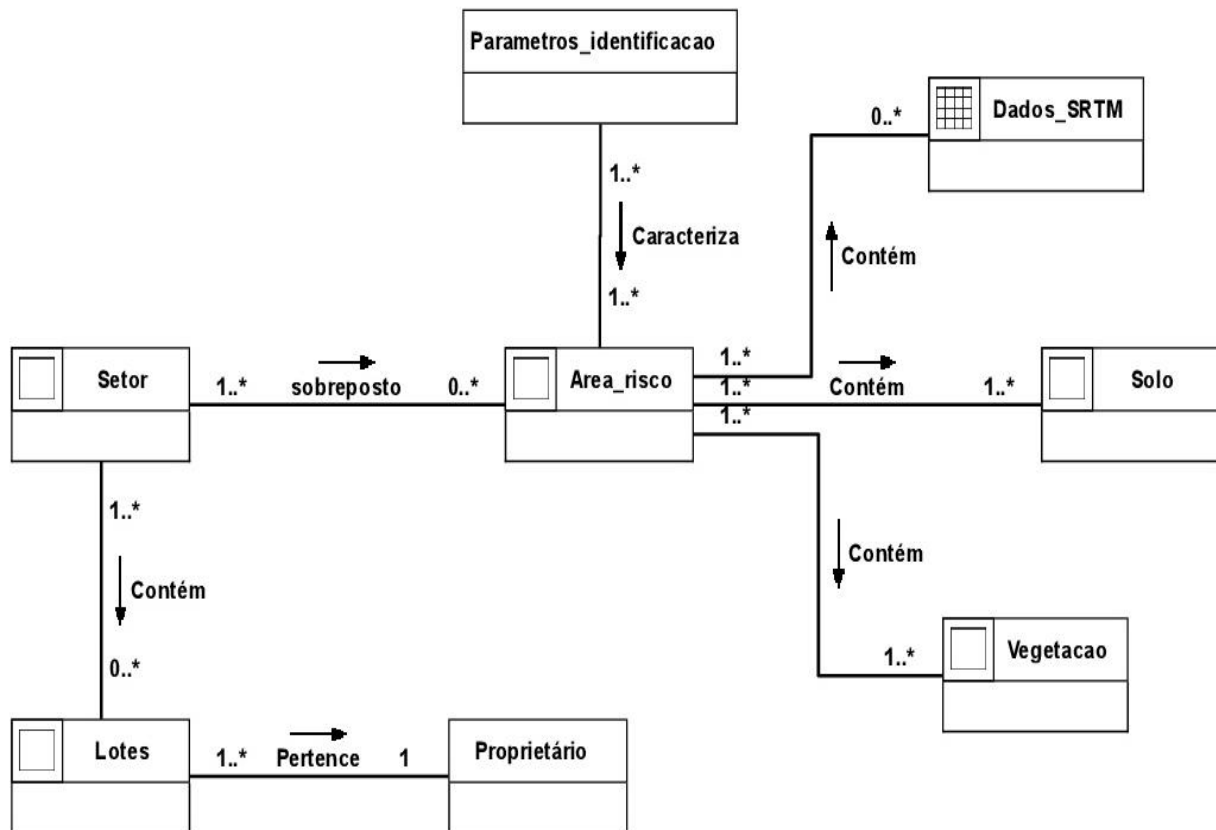 Parametros_identificacao
Dados_SRTM
0..*
1..*
Caracteriza
Contém
1..*
Setor
1..*
sobreposto
0..*
Area_risco
1..*
1..*
Contém
1..*
Solo
1..*
1..*
Contém
Contém
Vegetacao
1..*
0..*
Lotes
1..*
Pertence
1
Proprietário